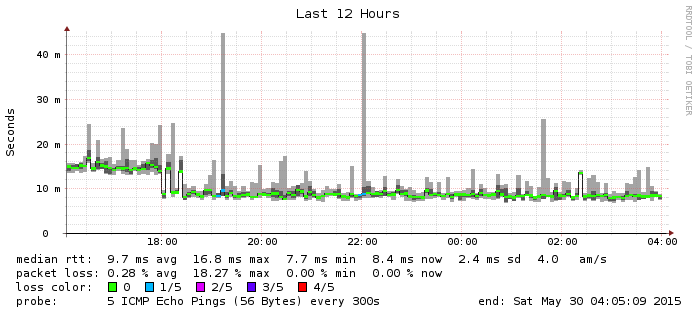 Last 12 Hours
RRDTOOL / TOBI OETIKER
Seconds
40 m
30 m
20 m
10 m
0
18:00 20:00 22:00 00:00 02:00 04:00
median rtt: 9.7 ms avg 16.8 ms max 7.7 ms min 8.4 ms now 2.4 ms sd 4.0 am/s
packet loss: 0.28 % avg 18.27 % max 0.00 % min 0.00 % now
loss color: 0 1/5 2/5 3/5 4/5
probe: 5 ICMP Echo Pings (56 Bytes) every 300s end: Sat May 30 04:05:09 2015